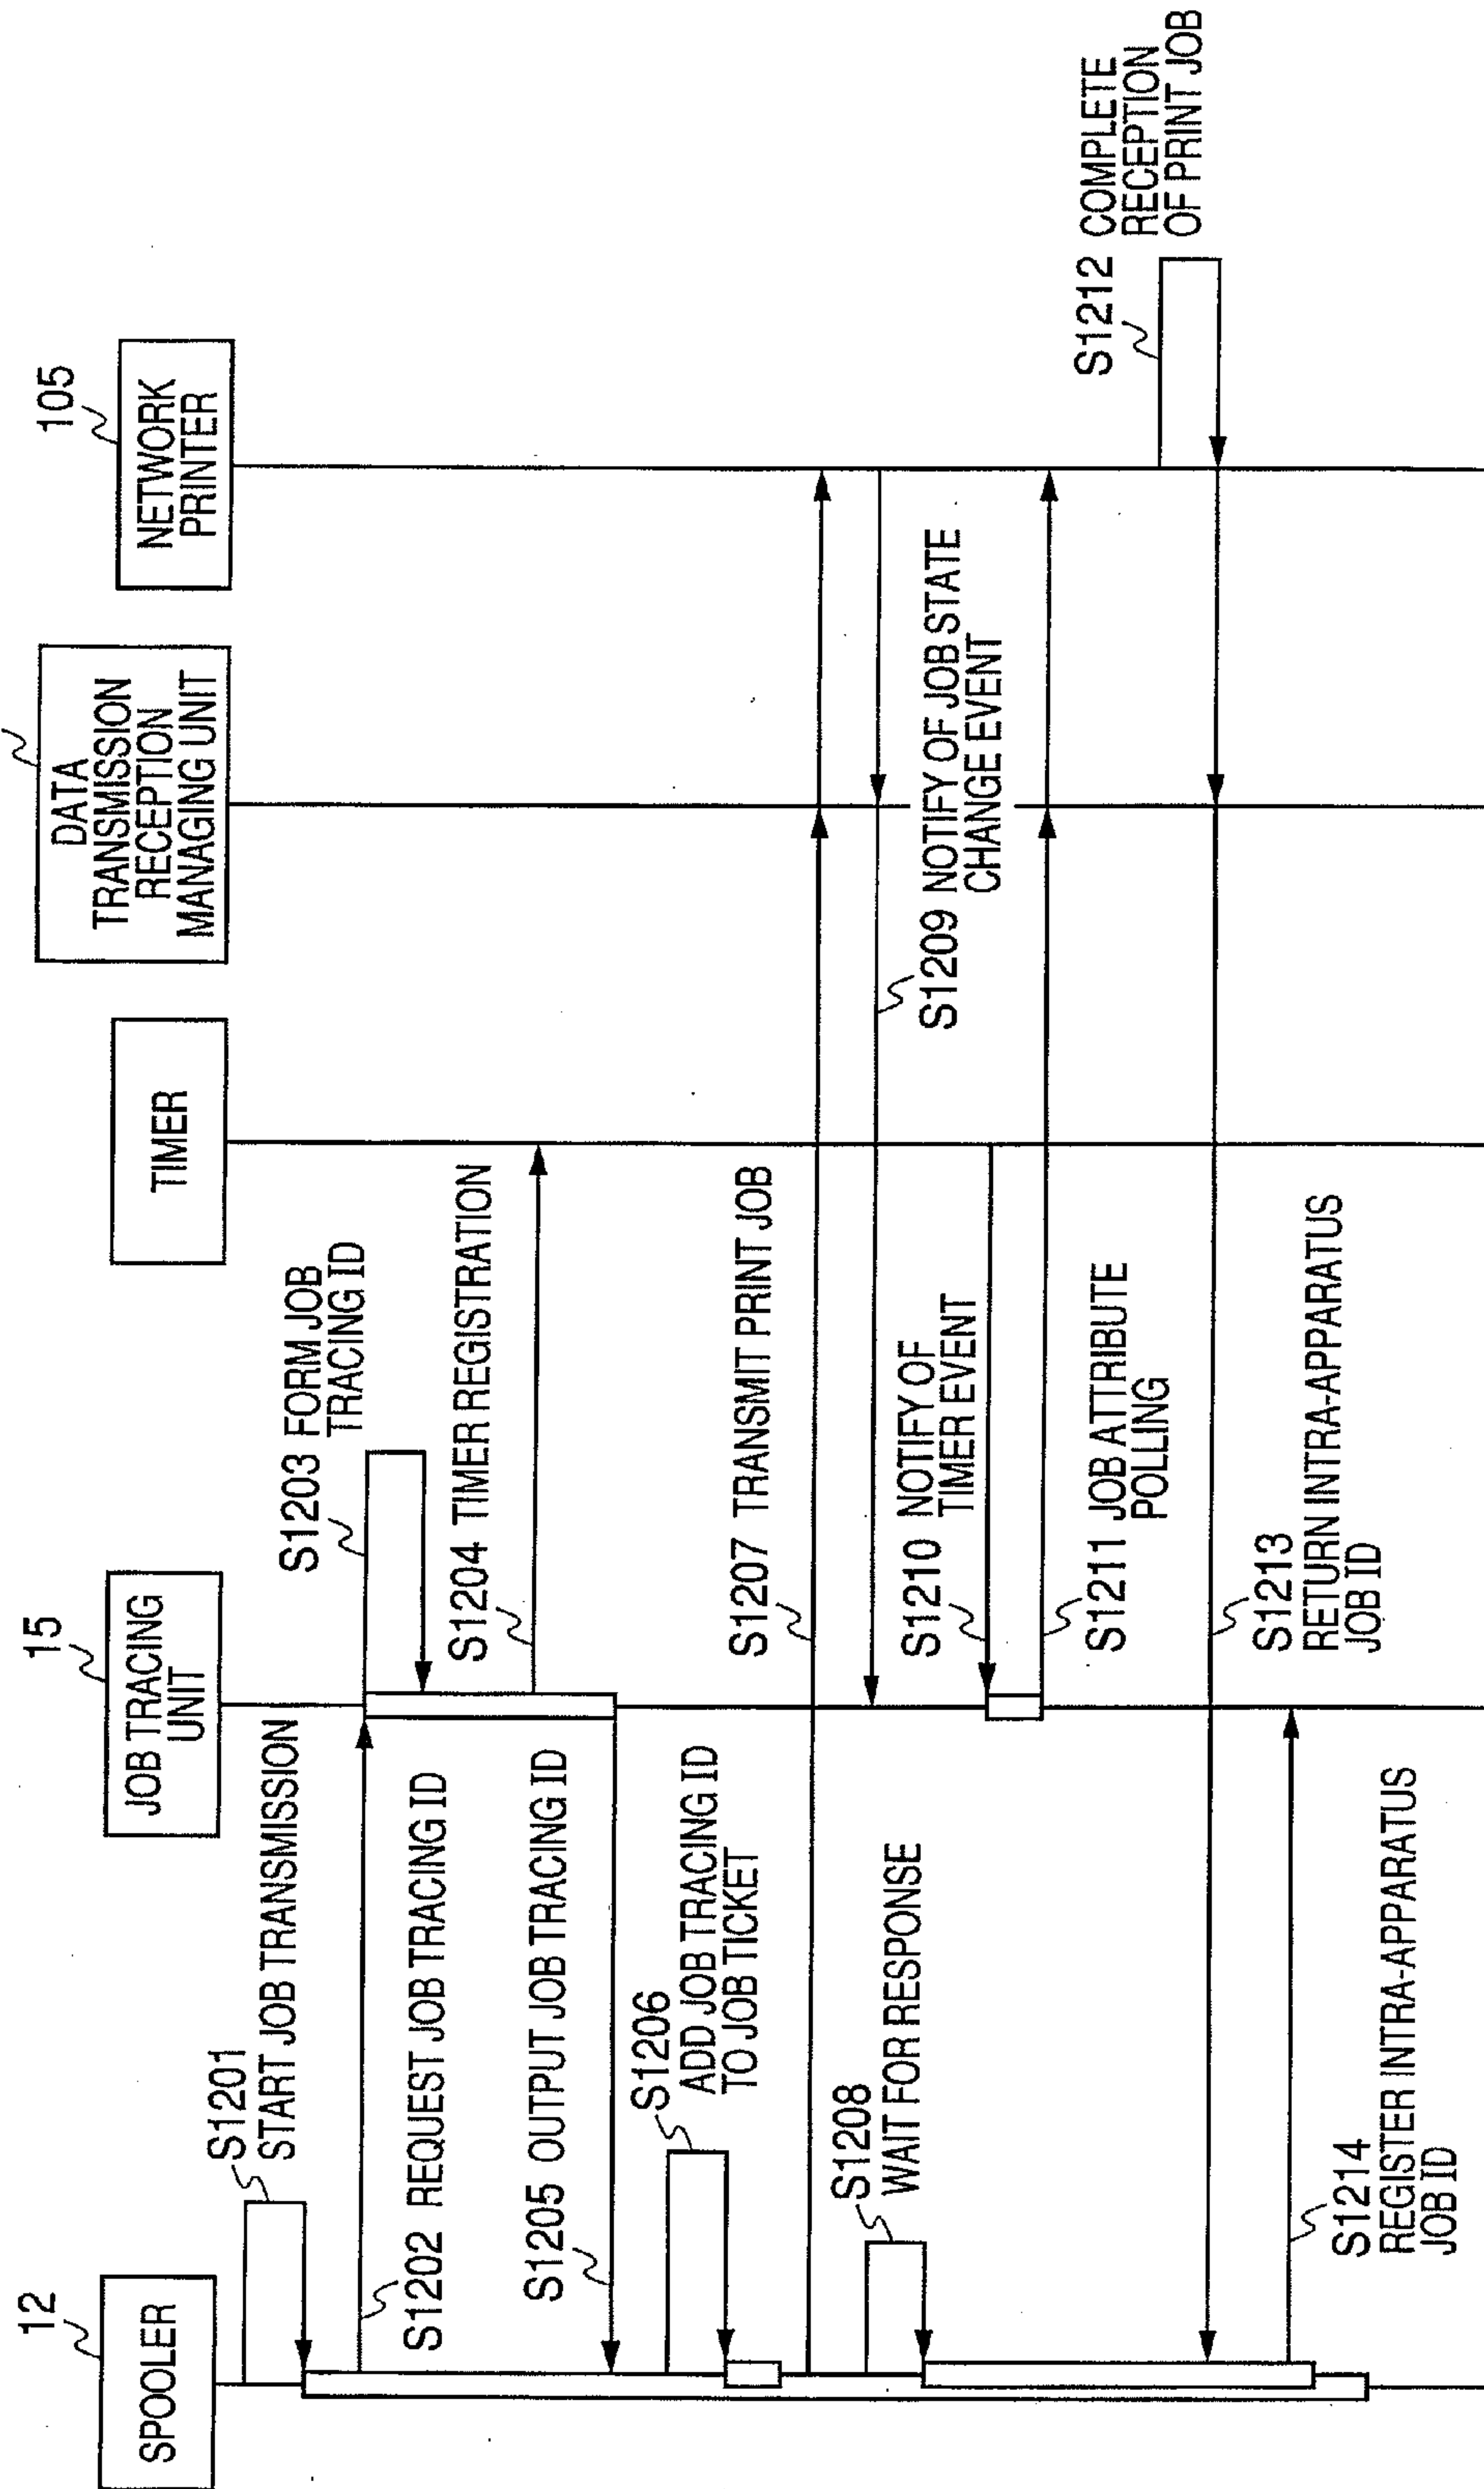 12
SPOOLER
15
JOB TRACING
UNIT
TIMER
DATA
TRANSMISSION
RECEPTION
MANAGING UNIT
105
NETWORK
PRINTER
S1201
START JOB TRANSMISSION
S1202 REQUEST JOB TRACING ID
S1203 FORM JOB
TRACING ID
S1204 TIMER REGISTRATION
S1205 OUTPUT JOB TRACING ID
S1206
ADD JOB TRACING ID
TO JOB TICKET
S1207 TRANSMIT PRINT JOB
S1208
WAIT FOR RESPONSE
S1209 NOTIFY OF JOB STATE
CHANGE EVENT
S1210 NOTIFY OF
TIMER EVENT
S1211 JOB ATTRIBUTE
POLLING
S1212 COMPLETE
RECEPTION
OF PRINT JOB
S1213
RETURN INTRA-APPARATUS
JOB ID
S1214
REGISTER INTRA-APPARATUS
JOB ID